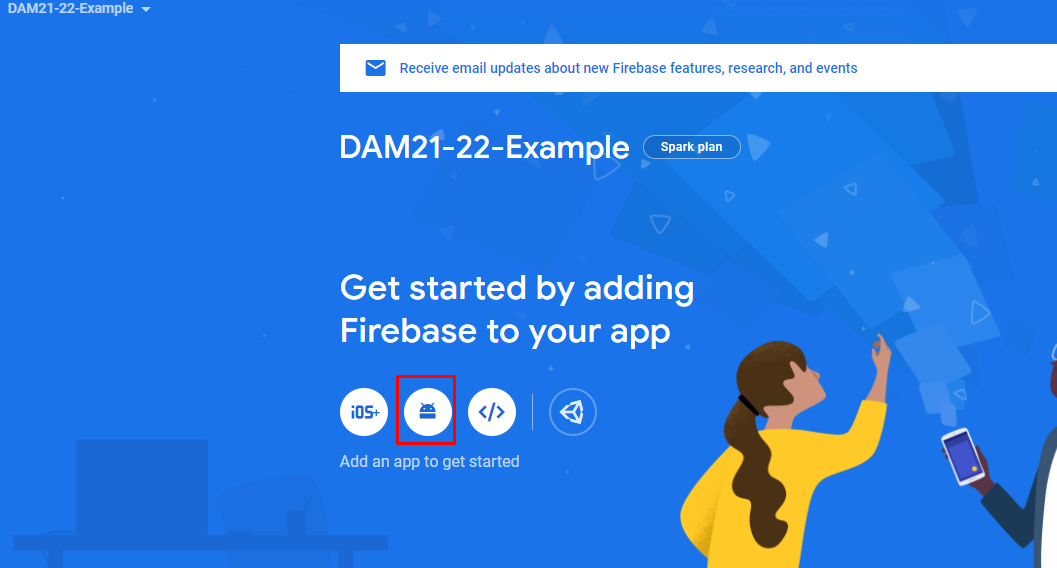 DAM21-22-Example
Receive email updates about new Firebase features, research, and events
DAM21-22-Example Spark plan
Get started by adding
Firebase to your app
iOS+ </>
Add an app to get started